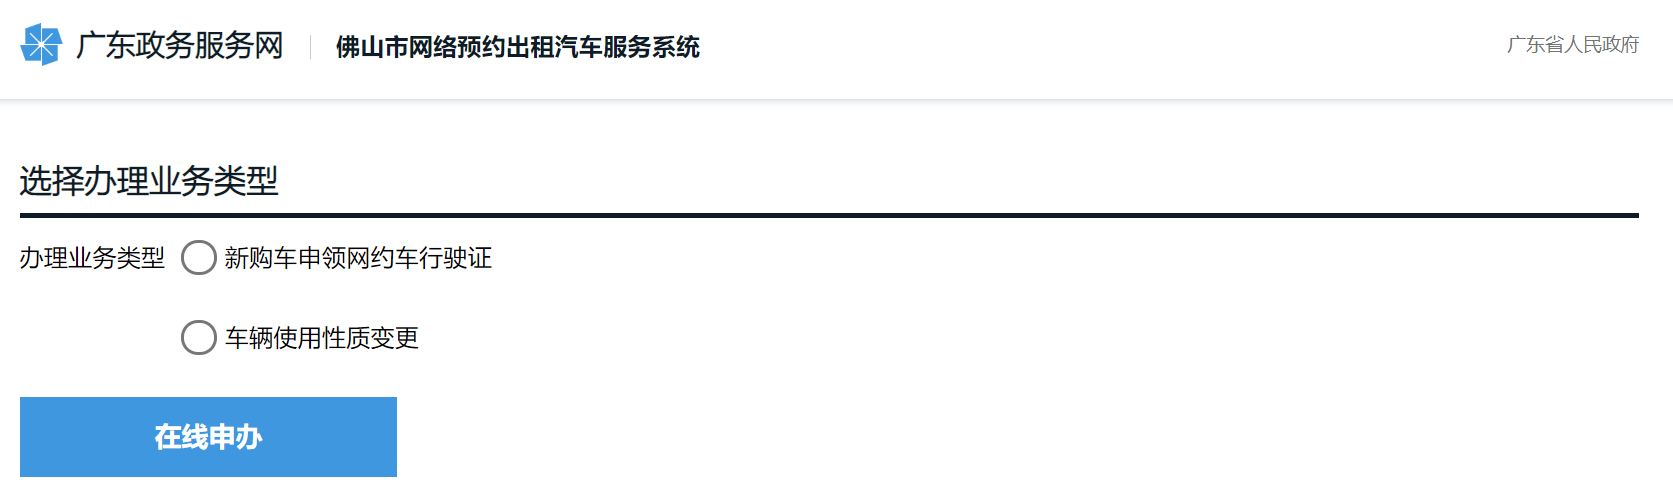 广东政务服务网 佛山市网络预约出租汽车服务系统 广东省人民政府
选择办理业务类型
办理业务类型 新购车申领网约车行驶证
车辆使用性质变更
在线申办